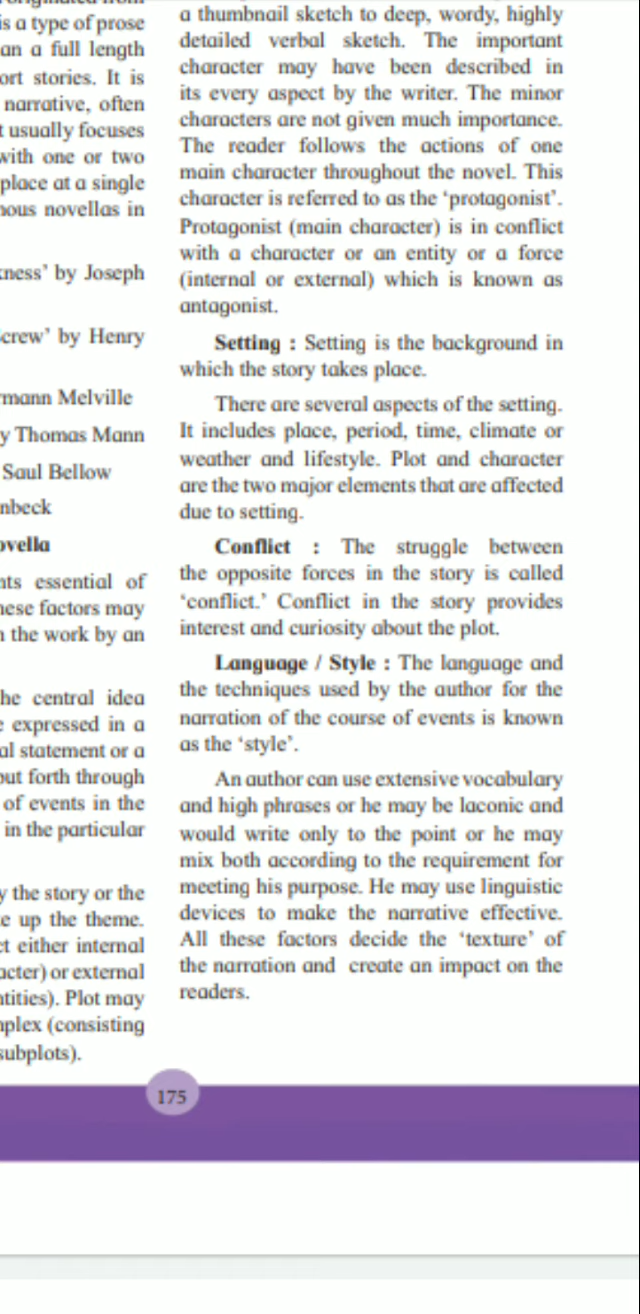 is a type of prose
an a full length
ort stories. It is
narrative, often
t usually focuses
with one or two
place at a single
nous novellas in
kness' by Joseph
Screw' by Henry
rmann Melville
y Thomas Mann
Saul Bellow
nbeck
ovella
nts essential of
hese factors may
n the work by an
he central idea
e expressed in a
al statement or a
put forth through
of events in the
in the particular
y the story or the
ke up the theme.
ct either internal
acter) or external
ntities). Plot may
mplex (consisting
subplots).
a thumbnail sketch to deep, wordy, highly
detailed verbal sketch. The important
character may have been described in
its every aspect by the writer. The minor
characters are not given much importance.
The reader follows the actions of one
main character throughout the novel. This
character is referred to as the 'protagonist'.
Protagonist (main character) is in conflict
with a character or an entity or a force
(internal or external) which is known as
antagonist.
Setting : Setting is the background in
which the story takes place.
There are several aspects of the setting.
It includes place, period, time, climate or
weather and lifestyle. Plot and character
are the two major elements that are affected
due to setting.
Conflict : The struggle between
the opposite forces in the story is called
'conflict.' Conflict in the story provides
interest and curiosity about the plot.
Language / Style : The language and
the techniques used by the author for the
narration of the course of events is known
as the 'style'.
An author can use extensive vocabulary
and high phrases or he may be laconic and
would write only to the point or he may
mix both according to the requirement for
meeting his purpose. He may use linguistic
devices to make the narrative effective.
All these factors decide the 'texture' of
the narration and create an impact on the
readers.
175